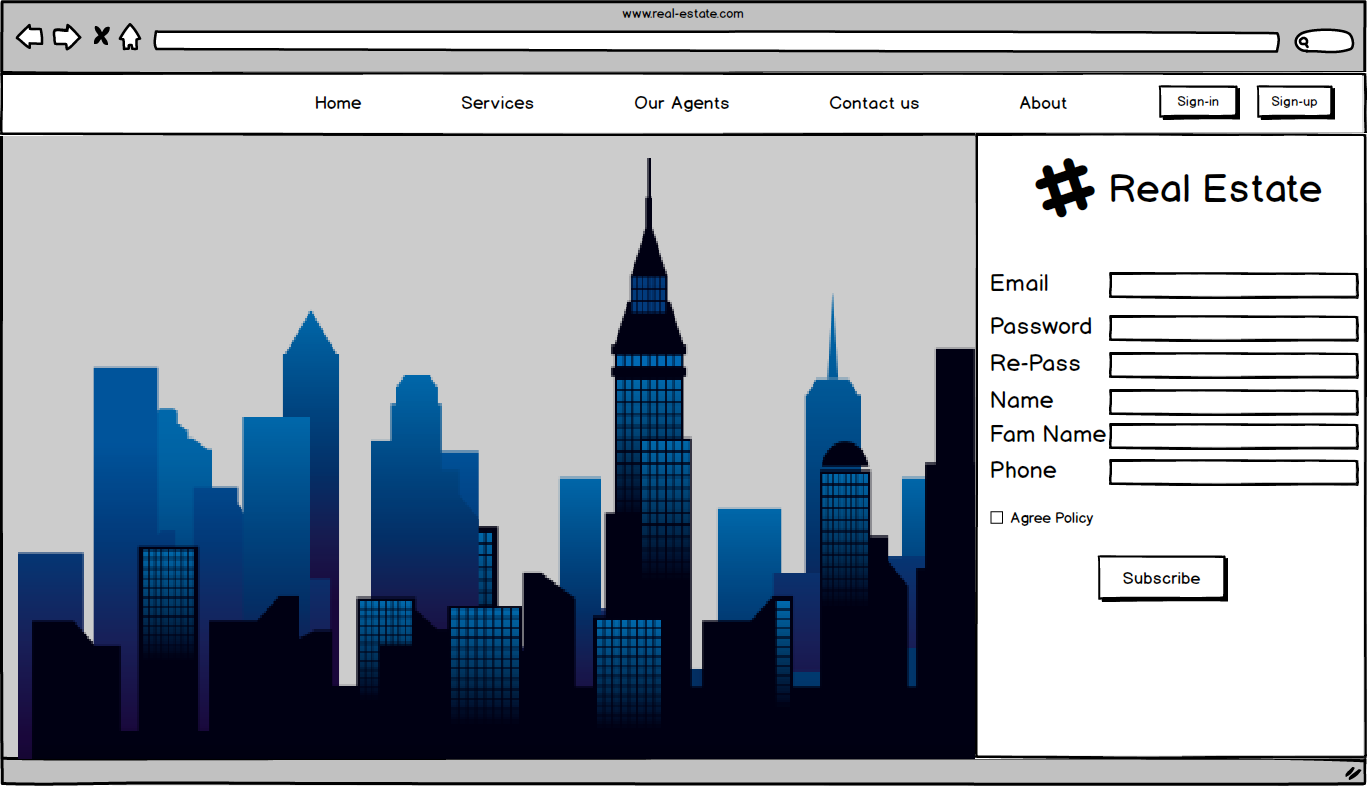 www.real-estate.com
Home Services Our Agents Contact us About Sign-in Sign-up
Real Estate
Email
Password
Re-Pass
Name
Fam Name
Phone
Agree Policy
Subscribe